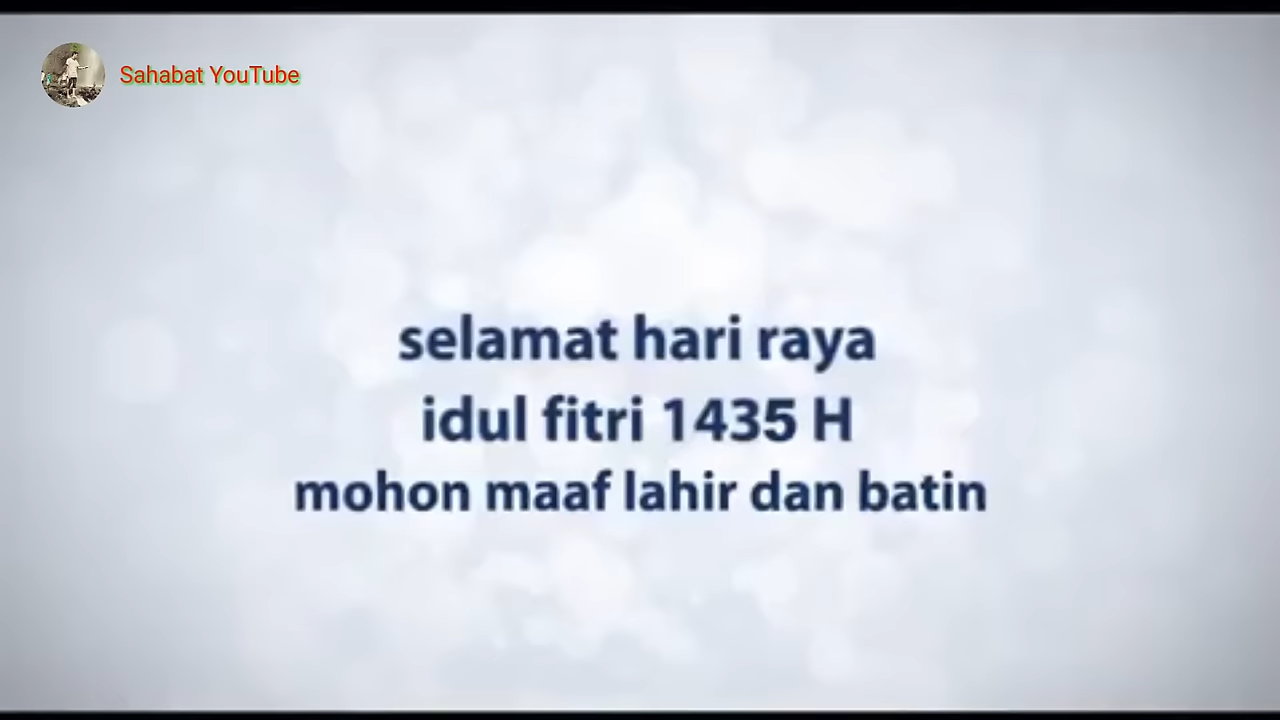 Sahabat YouTube
selamat hari raya
idul fitri 1435 H
mohon maaf lahir dan batin